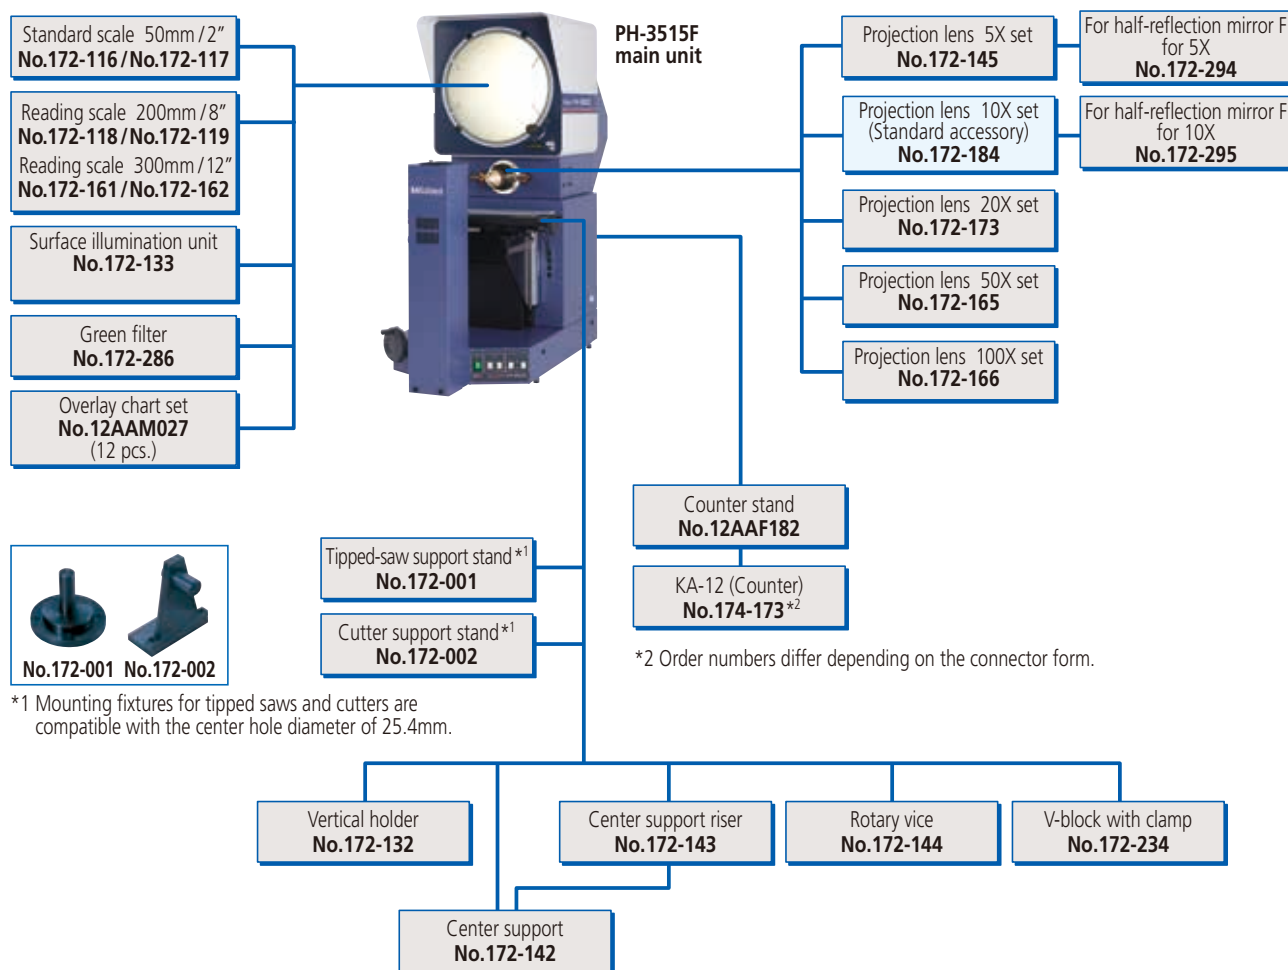 Standard scale 50mm/2”
No.172-116/No.172-117
Reading scale 200mm/8”
No.172-118/No.172-119
Reading scale 300mm/12”
No.172-161/No.172-162
Surface illumination unit
No.172-133
Green filter
No.172-286
Overlay chart set
No.12AAM027
(12 pcs.)
PH-3515F
main unit
Mitutoyo
Projection lens 5X set
No.172-145
For half-reflection mirror F
for 5X
No.172-294
Projection lens 10X set
(Standard accessory)
No.172-184
For half-reflection mirror F
for 10X
No.172-295
Projection lens 20X set
No.172-173
Projection lens 50X set
No.172-165
Projection lens 100X set
No.172-166
Counter stand
No.12AAF182
KA-12 (Counter)
No.174-173*2
*2 Order numbers differ depending on the connector form.
Tipped-saw support stand*1
No.172-001
Cutter support stand*1
No.172-002
No.172-001 No.172-002
*1 Mounting fixtures for tipped saws and cutters are
compatible with the center hole diameter of 25.4mm.
Vertical holder
No.172-132
Center support riser
No.172-143
Rotary vice
No.172-144
V-block with clamp
No.172-234
Center support
No.172-142